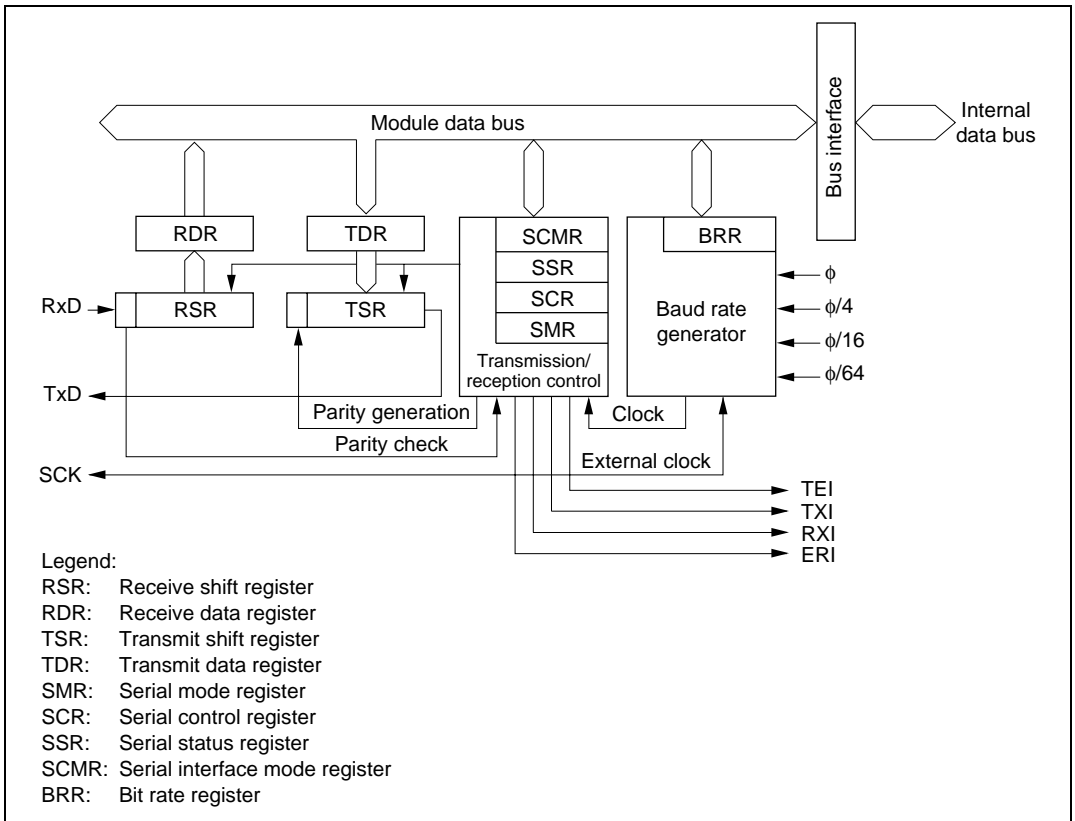 Module data bus
Bus interface
Internal
data bus
RDR
TDR
SCMR
SSR
SCR
SMR
Transmission/
reception control
BRR
Baud rate
generator
ϕ
ϕ/4
ϕ/16
ϕ/64
RxD
RSR
TSR
TxD
Parity generation
Parity check
Clock
External clock
SCK
TEI
TXI
RXI
ERI
Legend:
RSR: Receive shift register
RDR: Receive data register
TSR: Transmit shift register
TDR: Transmit data register
SMR: Serial mode register
SCR: Serial control register
SSR: Serial status register
SCMR: Serial interface mode register
BRR: Bit rate register